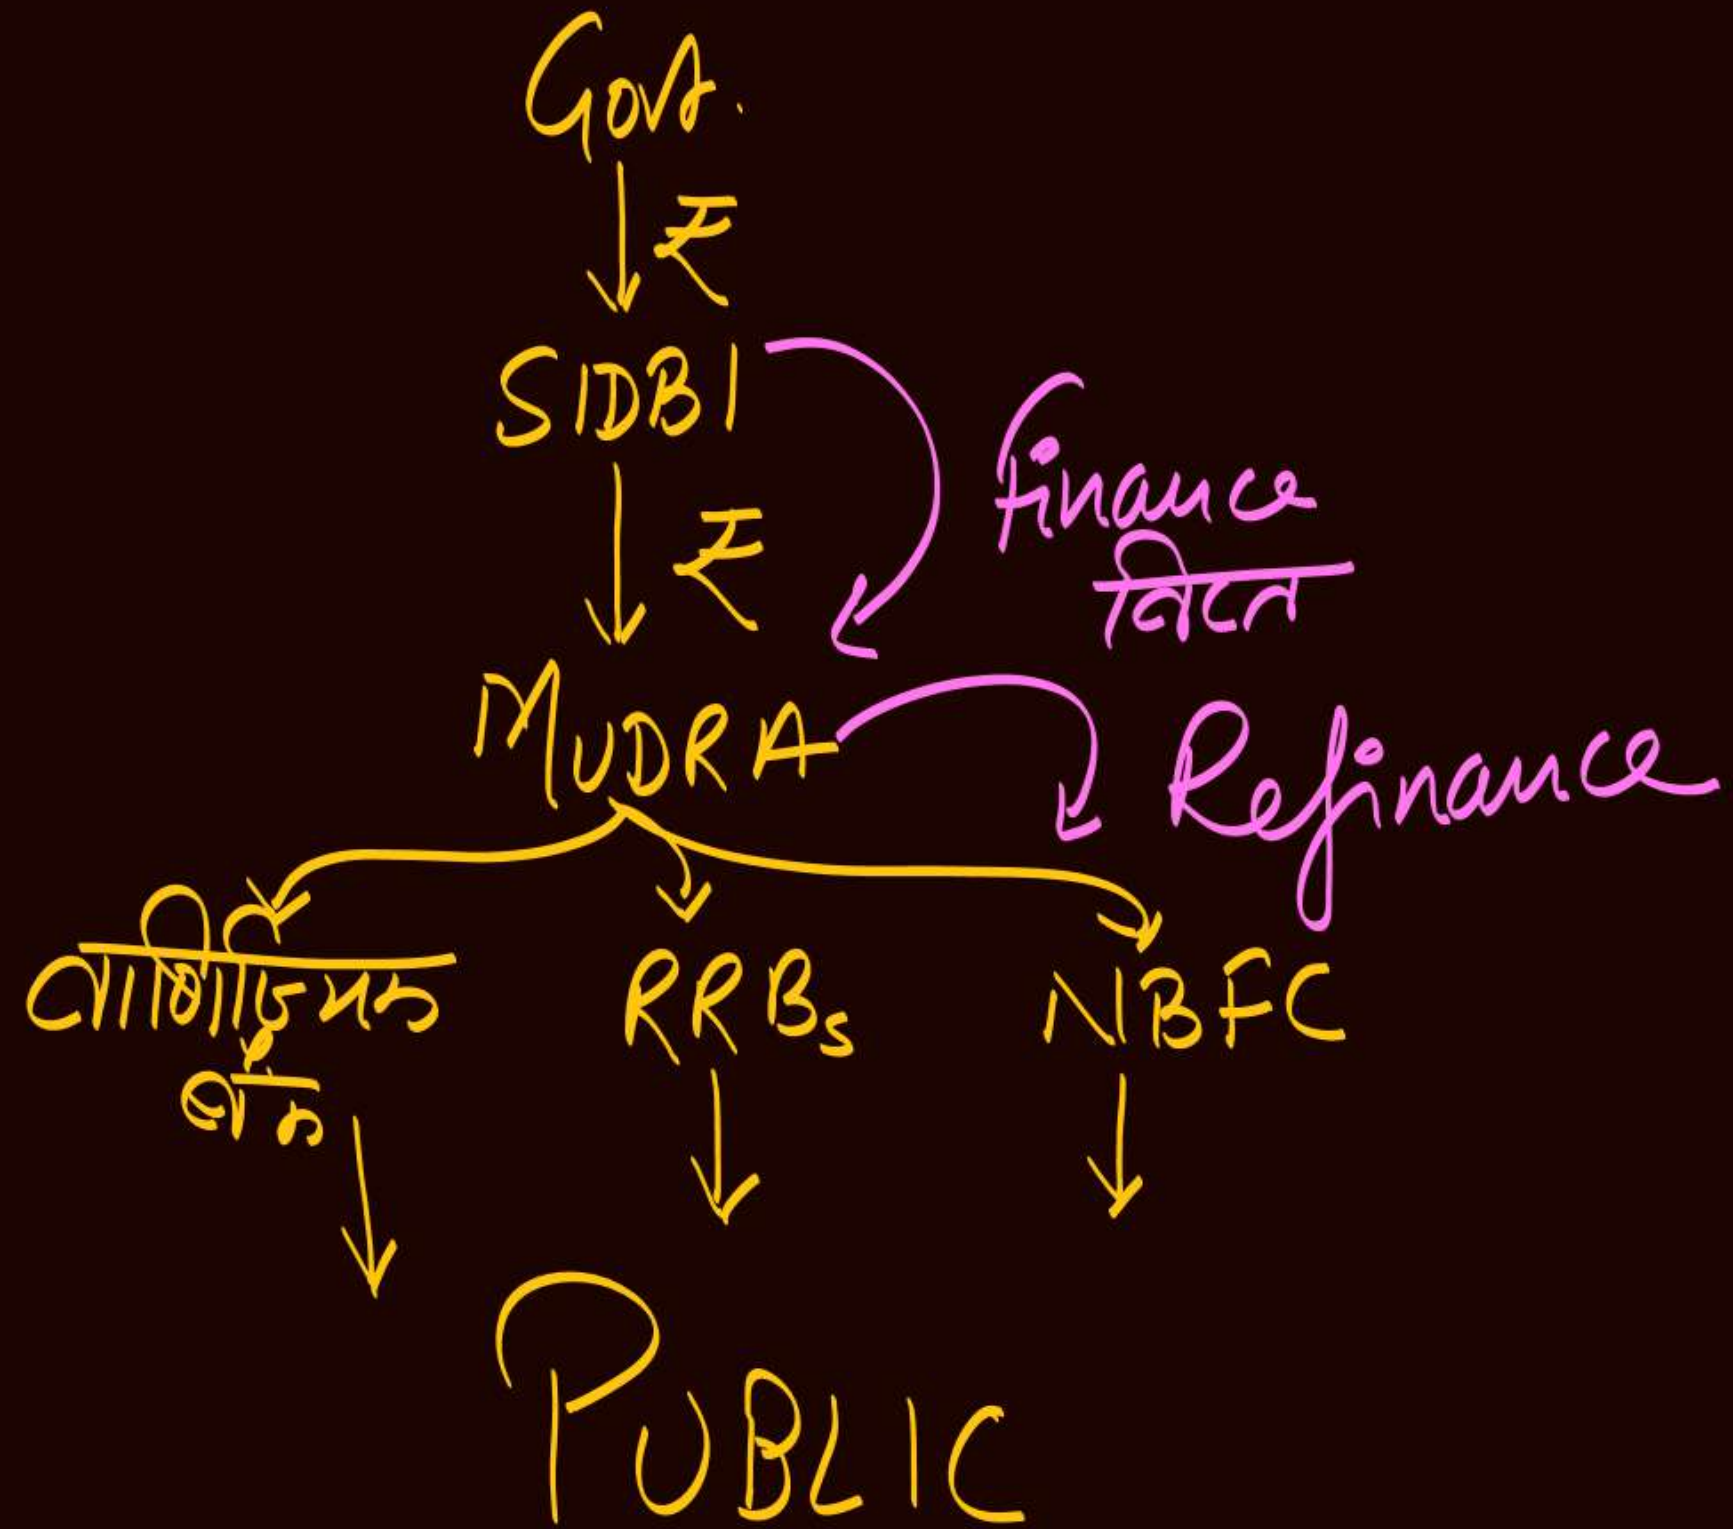 Govt.
₹
SIDBI
Finance
वित्त
₹
MUDRA
Refinance
वाणिज्यिक
बैंक
RRBs
NBFC
PUBLIC